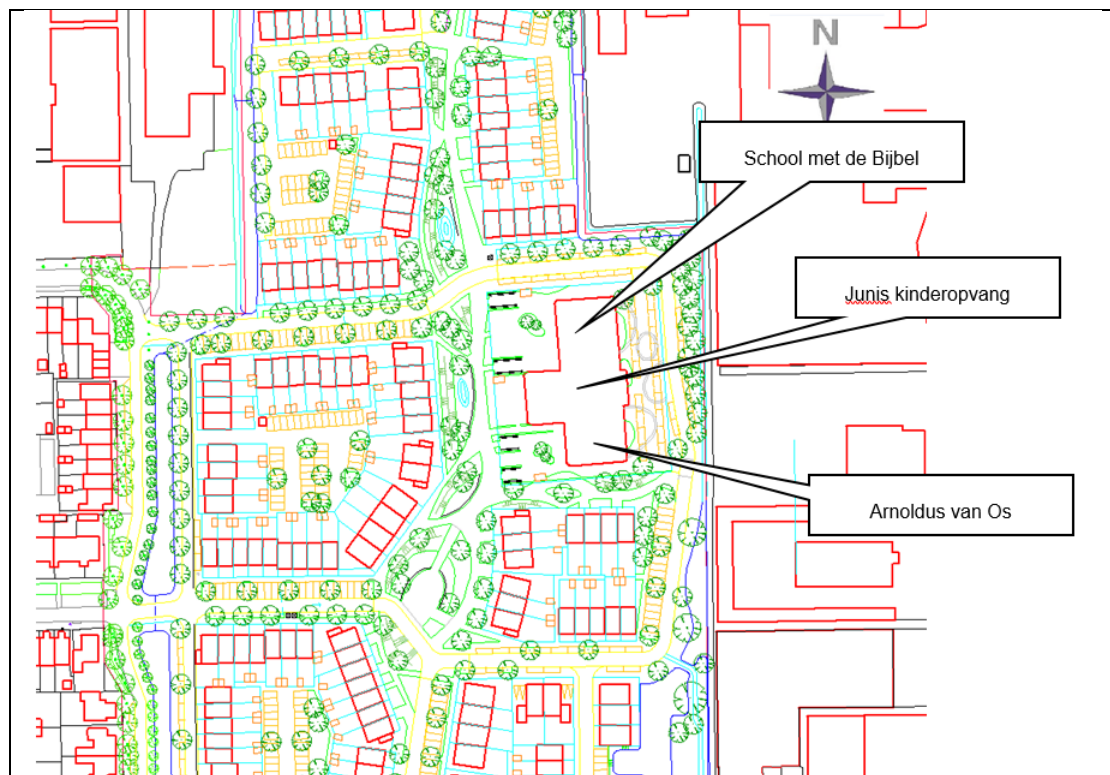 N
School met de Bijbel
Junis kinderopvang
Arnoldus van Os